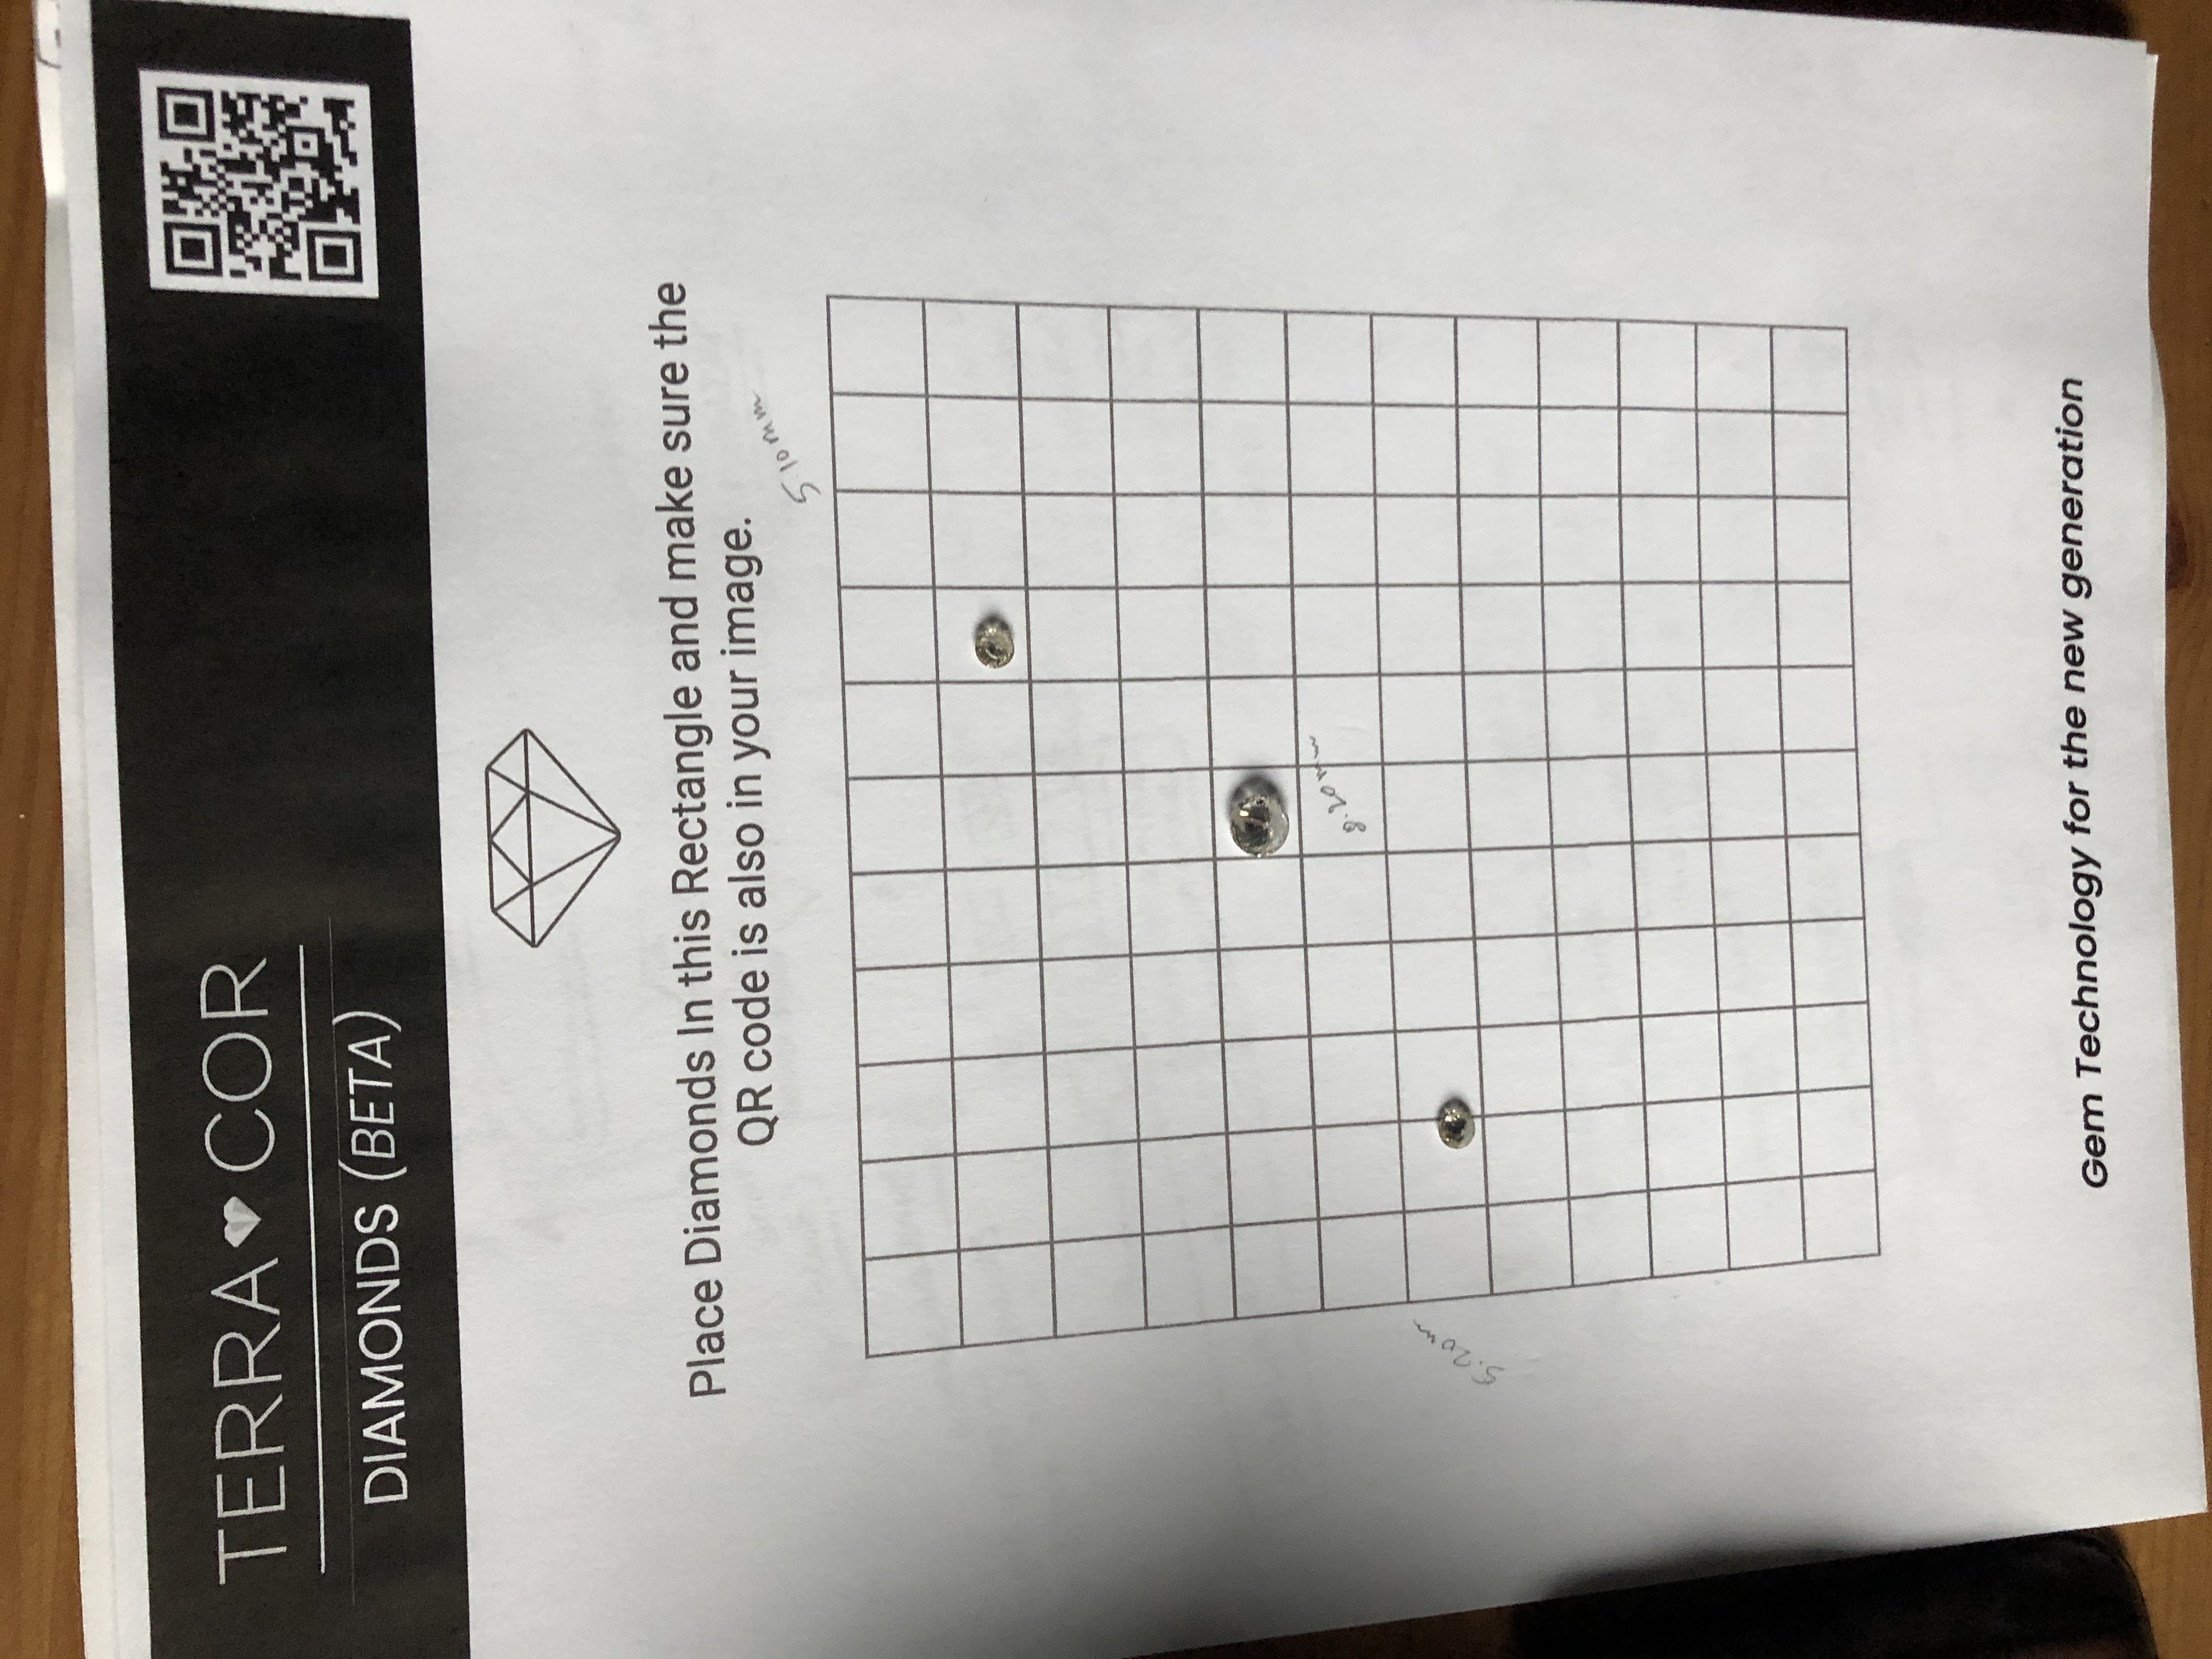 TERRA COR
DIAMONDS (BETA)
Place Diamonds In this Rectangle and make sure the
QR code is also in your image.
5.10mm
8.20mm
5.20m
Gem Technology for the new generation